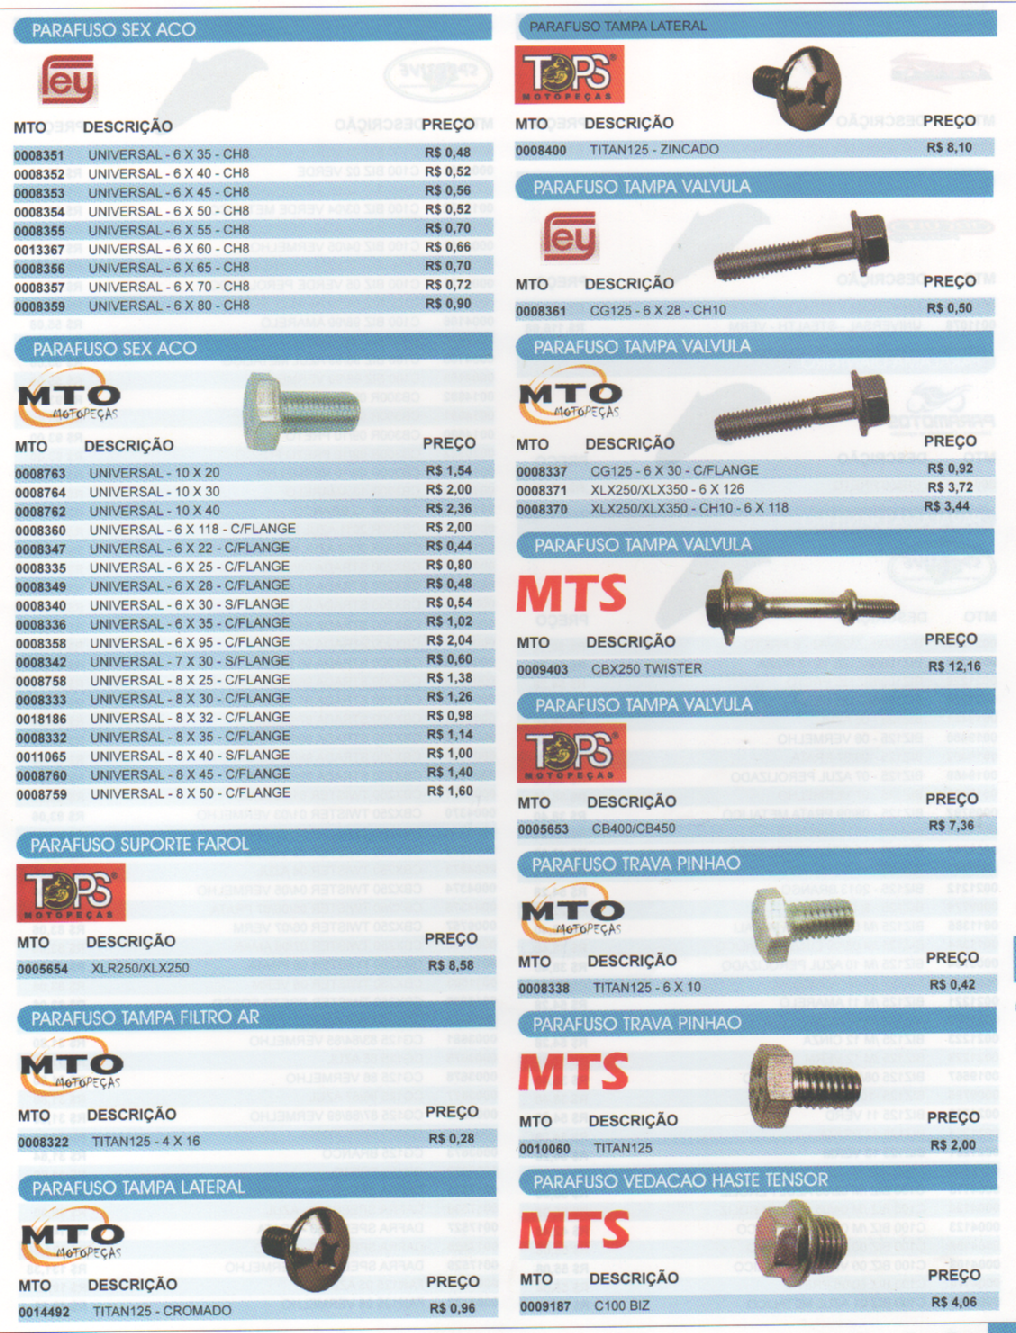 PARAFUSO SEX ACO
Fey
MTO DESCRIÇÃO PREÇO
0008351 UNIVERSAL - 6 X 35 - CH8 R$ 0,48
0008352 UNIVERSAL - 6 X 40 - CH8 R$ 0,52
0008353 UNIVERSAL - 6 X 45 - CH8 R$ 0,56
0008354 UNIVERSAL - 6 X 50 - CH8 R$ 0,52
0008355 UNIVERSAL - 6 X 55 - CH8 R$ 0,70
0013367 UNIVERSAL - 6 X 60 - CH8 R$ 0,66
0008356 UNIVERSAL - 6 X 65 - CH8 R$ 0,70
0008357 UNIVERSAL - 6 X 70 - CH8 R$ 0,72
0008359 UNIVERSAL - 6 X 80 - CH8 R$ 0,90
PARAFUSO SEX ACO
MTO
MOTOPEÇAS
MTO DESCRIÇÃO PREÇO
0008763 UNIVERSAL - 10 X 20 R$ 1,54
0008764 UNIVERSAL - 10 X 30 R$ 2,00
0008762 UNIVERSAL - 10 X 40 R$ 2,36
0008360 UNIVERSAL - 6 X 118 - C/FLANGE R$ 2,00
0008347 UNIVERSAL - 6 X 22 - C/FLANGE R$ 0,44
0008335 UNIVERSAL - 6 X 25 - C/FLANGE R$ 0,80
0008349 UNIVERSAL - 6 X 28 - C/FLANGE R$ 0,48
0008340 UNIVERSAL - 6 X 30 - S/FLANGE R$ 0,54
0008336 UNIVERSAL - 6 X 35 - C/FLANGE R$ 1,02
0008358 UNIVERSAL - 6 X 95 - C/FLANGE R$ 2,04
0008342 UNIVERSAL - 7 X 30 - S/FLANGE R$ 0,60
0008758 UNIVERSAL - 8 X 25 - C/FLANGE R$ 1,38
0008333 UNIVERSAL - 8 X 30 - C/FLANGE R$ 1,26
0018186 UNIVERSAL - 8 X 32 - C/FLANGE R$ 0,98
0008332 UNIVERSAL - 8 X 35 - C/FLANGE R$ 1,14
0011065 UNIVERSAL - 8 X 40 - S/FLANGE R$ 1,00
0008760 UNIVERSAL - 8 X 45 - C/FLANGE R$ 1,40
0008759 UNIVERSAL - 8 X 50 - C/FLANGE R$ 1,60
PARAFUSO SUPORTE FAROL
TOPS
MOTOPEÇAS
MTO DESCRIÇÃO PREÇO
0005654 XLR250/XLX250 R$ 8,58
PARAFUSO TAMPA FILTRO AR
MTO
MOTOPEÇAS
MTO DESCRIÇÃO PREÇO
0008322 TITAN125 - 4 X 16 R$ 0,28
PARAFUSO TAMPA LATERAL
MTO
MOTOPEÇAS
MTO DESCRIÇÃO PREÇO
0014492 TITAN125 - CROMADO R$ 0,96
PARAFUSO TAMPA LATERAL
TOPS
MOTOPEÇAS
MTO DESCRIÇÃO PREÇO
0008400 TITAN125 - ZINCADO R$ 8,10
PARAFUSO TAMPA VALVULA
Fey
MTO DESCRIÇÃO PREÇO
0008361 CG125 - 6 X 28 - CH10 R$ 0,50
PARAFUSO TAMPA VALVULA
MTO
MOTOPEÇAS
MTO DESCRIÇÃO PREÇO
0008337 CG125 - 6 X 30 - C/FLANGE R$ 0,92
0008371 XLX250/XLX350 - 6 X 126 R$ 3,72
0008370 XLX250/XLX350 - CH10 - 6 X 118 R$ 3,44
PARAFUSO TAMPA VALVULA
MTS
MTO DESCRIÇÃO PREÇO
0009403 CBX250 TWISTER R$ 12,16
PARAFUSO TAMPA VALVULA
TOPS
MOTOPEÇAS
MTO DESCRIÇÃO PREÇO
0005653 CB400/CB450 R$ 7,36
PARAFUSO TRAVA PINHAO
MTO
MOTOPEÇAS
MTO DESCRIÇÃO PREÇO
0008338 TITAN125 - 6 X 10 R$ 0,42
PARAFUSO TRAVA PINHAO
MTS
MTO DESCRIÇÃO PREÇO
0010060 TITAN125 R$ 2,00
PARAFUSO VEDACAO HASTE TENSOR
MTS
MTO DESCRIÇÃO PREÇO
0009187 C100 BIZ R$ 4,06